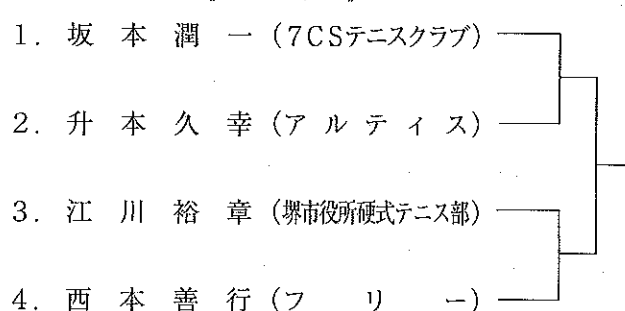 1. 坂本潤一(7CSテニスクラブ)
2. 升本久幸(アルティス)
3. 江川裕章(堺市役所硬式テニス部)
4. 西本善行(フリー)